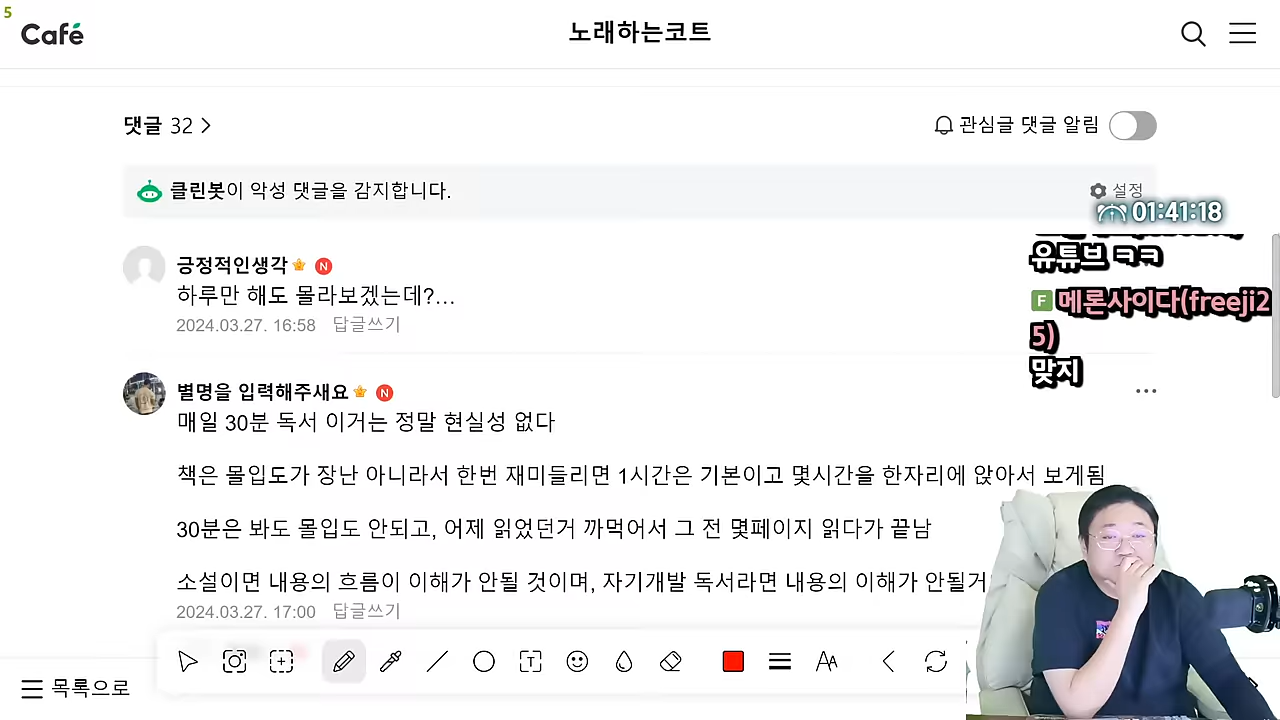 5
Café
노래하는코트
댓글 32
관심글 댓글 알림
클린봇이 악성 댓글을 감지합니다.
설정
01:41:18
유튜브 ㅋㅋ
F 메론사이다(freeji2
5)
맞지
긍정적인생각 N
하루만 해도 몰라보겠는데?...
2024.03.27. 16:58 답글쓰기
별명을 입력해주새요 N
매일 30분 독서 이거는 정말 현실성 없다
책은 몰입도가 장난 아니라서 한번 재미들리면 1시간은 기본이고 몇시간을 한자리에 앉아서 보게됨
30분은 봐도 몰입도 안되고, 어제 읽었던거 까먹어서 그 전 몇페이지 읽다가 끝남
소설이면 내용의 흐름이 이해가 안될 것이며, 자기개발 독서라면 내용의 이해가 안될거
2024.03.27. 17:00 답글쓰기
T
AA
목록으로